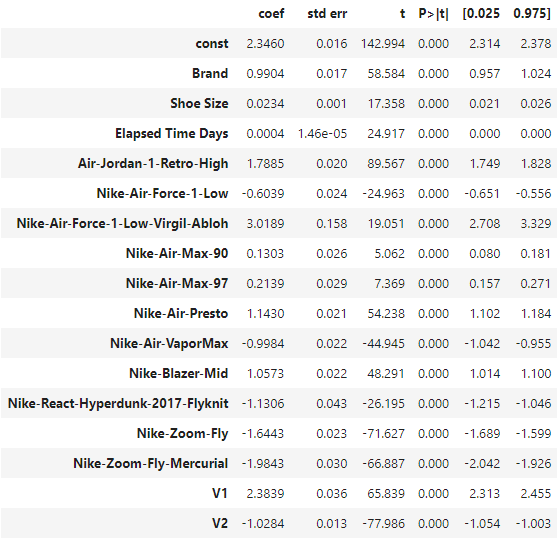 coef std err t P>|t| [0.025 0.975]
const 2.3460 0.016 142.994 0.000 2.314 2.378
Brand 0.9904 0.017 58.584 0.000 0.957 1.024
Shoe Size 0.0234 0.001 17.358 0.000 0.021 0.026
Elapsed Time Days 0.0004 1.46e-05 24.917 0.000 0.000 0.000
Air-Jordan-1-Retro-High 1.7885 0.020 89.567 0.000 1.749 1.828
Nike-Air-Force-1-Low -0.6039 0.024 -24.963 0.000 -0.651 -0.556
Nike-Air-Force-1-Low-Virgil-Abloh 3.0189 0.158 19.051 0.000 2.708 3.329
Nike-Air-Max-90 0.1303 0.026 5.062 0.000 0.080 0.181
Nike-Air-Max-97 0.2139 0.029 7.369 0.000 0.157 0.271
Nike-Air-Presto 1.1430 0.021 54.238 0.000 1.102 1.184
Nike-Air-VaporMax -0.9984 0.022 -44.945 0.000 -1.042 -0.955
Nike-Blazer-Mid 1.0573 0.022 48.291 0.000 1.014 1.100
Nike-React-Hyperdunk-2017-Flyknit -1.1306 0.043 -26.195 0.000 -1.215 -1.046
Nike-Zoom-Fly -1.6443 0.023 -71.627 0.000 -1.689 -1.599
Nike-Zoom-Fly-Mercurial -1.9843 0.030 -66.887 0.000 -2.042 -1.926
V1 2.3839 0.036 65.839 0.000 2.313 2.455
V2 -1.0284 0.013 -77.986 0.000 -1.054 -1.003